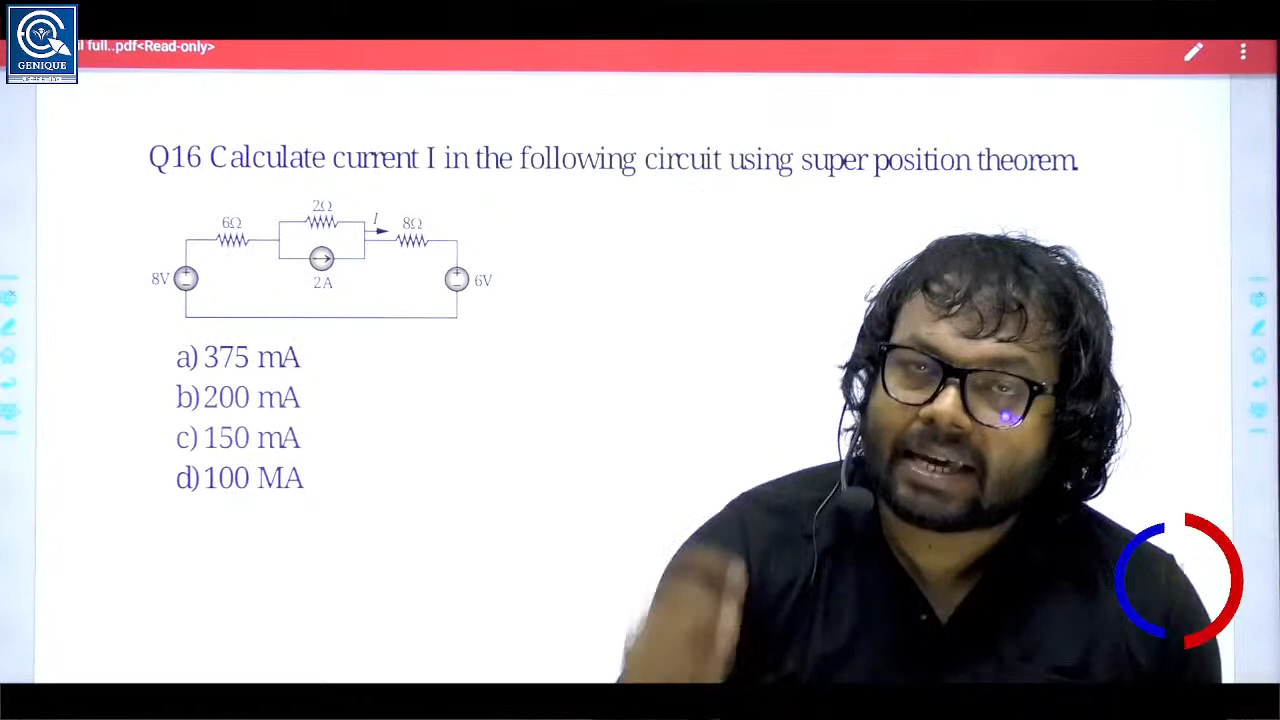 GENIQUE
il full..pdf<Read-only>
Q16 Calculate current I in the following circuit using super position theorem.
2Ω
6Ω
I
8Ω
8V
2A
6V
a) 375 mA
b) 200 mA
c) 150 mA
d) 100 MA